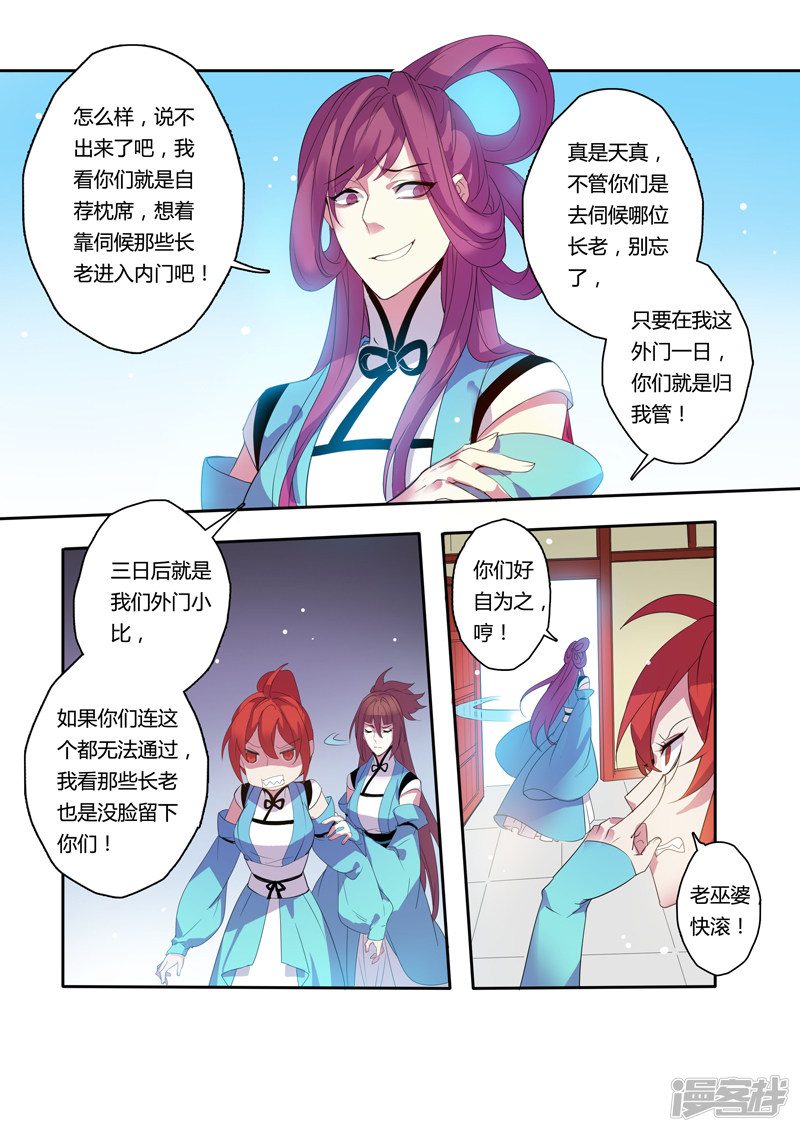 怎么样，说不
出来了吧，我
看你们就是自
荐枕席，想着
靠伺候那些长
老进入内门吧！
真是天真，
不管你们是
去伺候哪位
长老，别忘
了，
只要在我这
外门一日，
你们就是归
我管！
三日后就是
我们外门小
比，
如果你们连这
个都无法通过，
我看那些长老
也是没脸留下
你们！
你们好
自为之，
哼！
老巫婆
快滚！
漫客栈